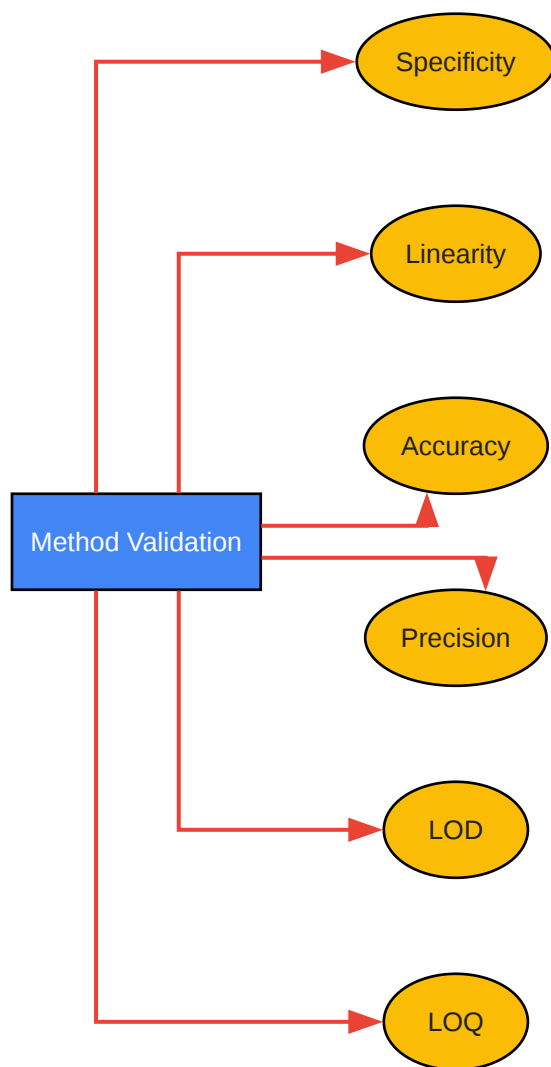 Specificity
Linearity
Accuracy
Method Validation
Precision
LOD
LOQ